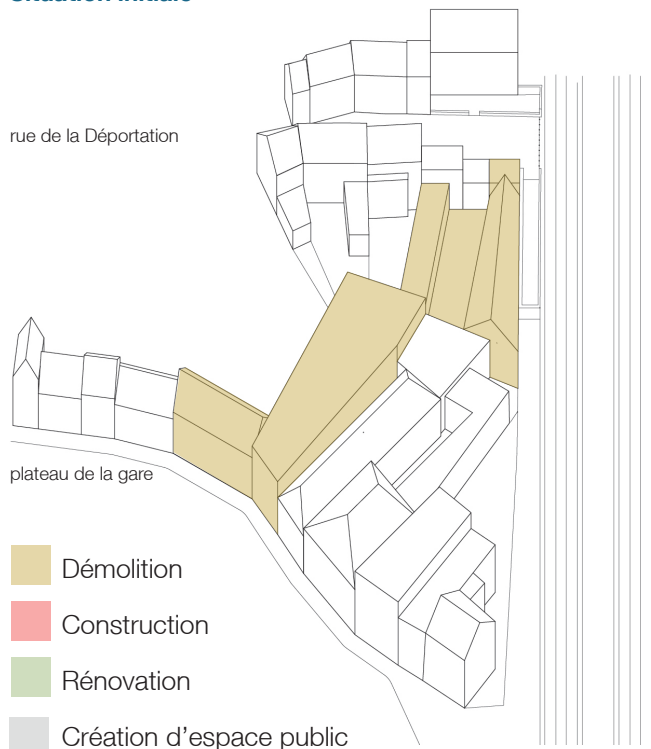 rue de la Déportation
plateau de la gare
Démolition
Construction
Rénovation
Création d'espace public